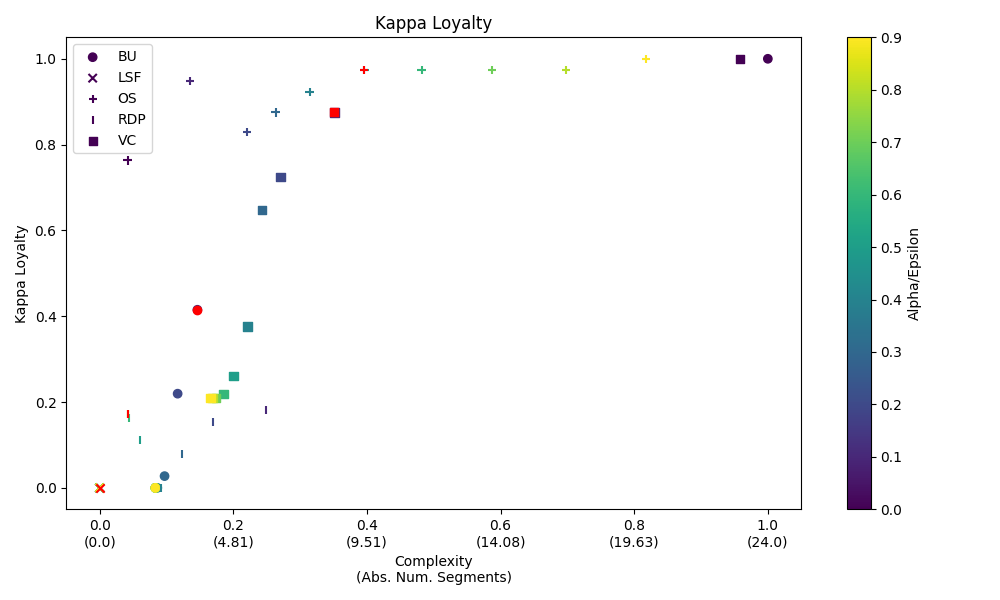 Kappa Loyalty
BU
LSF
OS
RDP
VC
Kappa Loyalty
1.0
0.8
0.6
0.4
0.2
0.0
0.0 0.2 0.4 0.6 0.8 1.0
(0.0) (4.81) (9.51) (14.08) (19.63) (24.0)
Complexity
(Abs. Num. Segments)
0.9
0.8
0.7
0.6
0.5
0.4
0.3
0.2
0.1
0.0
Alpha/Epsilon